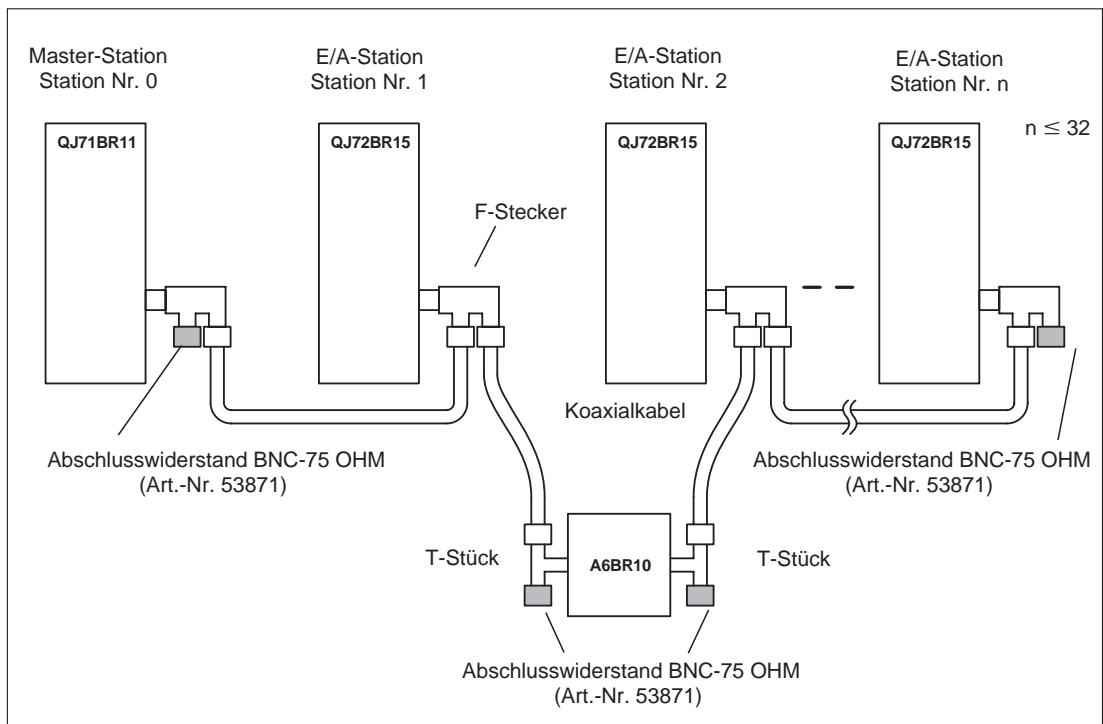 Master-Station
Station Nr. 0
E/A-Station
Station Nr. 1
E/A-Station
Station Nr. 2
E/A-Station
Station Nr. n
n ≤ 32
QJ71BR11
QJ72BR15
QJ72BR15
QJ72BR15
F-Stecker
Koaxialkabel
Abschlusswiderstand BNC-75 OHM
(Art.-Nr. 53871)
Abschlusswiderstand BNC-75 OHM
(Art.-Nr. 53871)
T-Stück
A6BR10
T-Stück
Abschlusswiderstand BNC-75 OHM
(Art.-Nr. 53871)